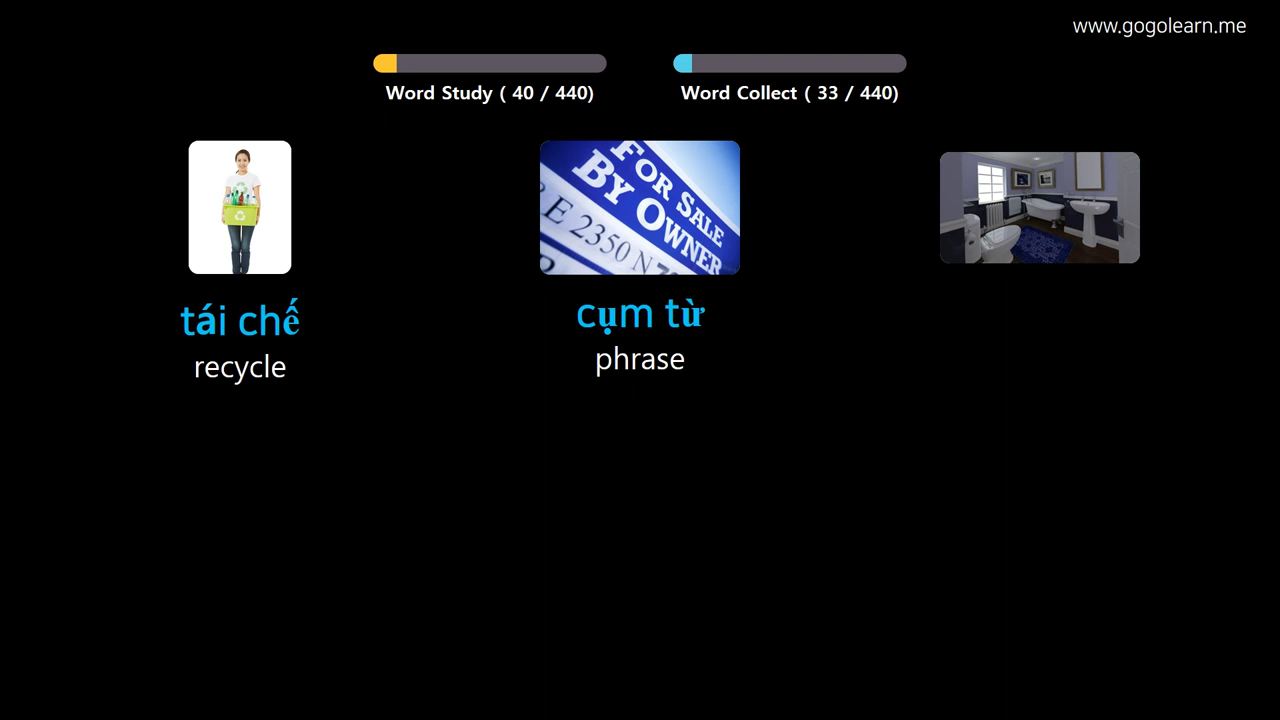 www.gogolearn.me
Word Study ( 40 / 440)
Word Collect ( 33 / 440)
FOR SALE
BY OWNER
E 2350 N
tái chế
recycle
cụm từ
phrase